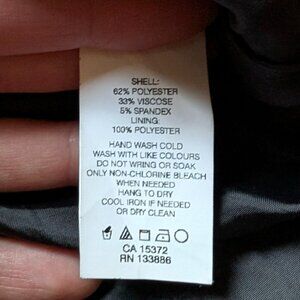 SHELL:
62% POLYESTER
33% VISCOSE
5% SPANDEX
LINING:
100% POLYESTER
HAND WASH COLD
WASH WITH LIKE COLOURS
DO NOT WRING OR SOAK
ONLY NON-CHLORINE BLEACH
WHEN NEEDED
HANG TO DRY
COOL IRON IF NEEDED
OR DRY CLEAN
CA 15372
RN 133886